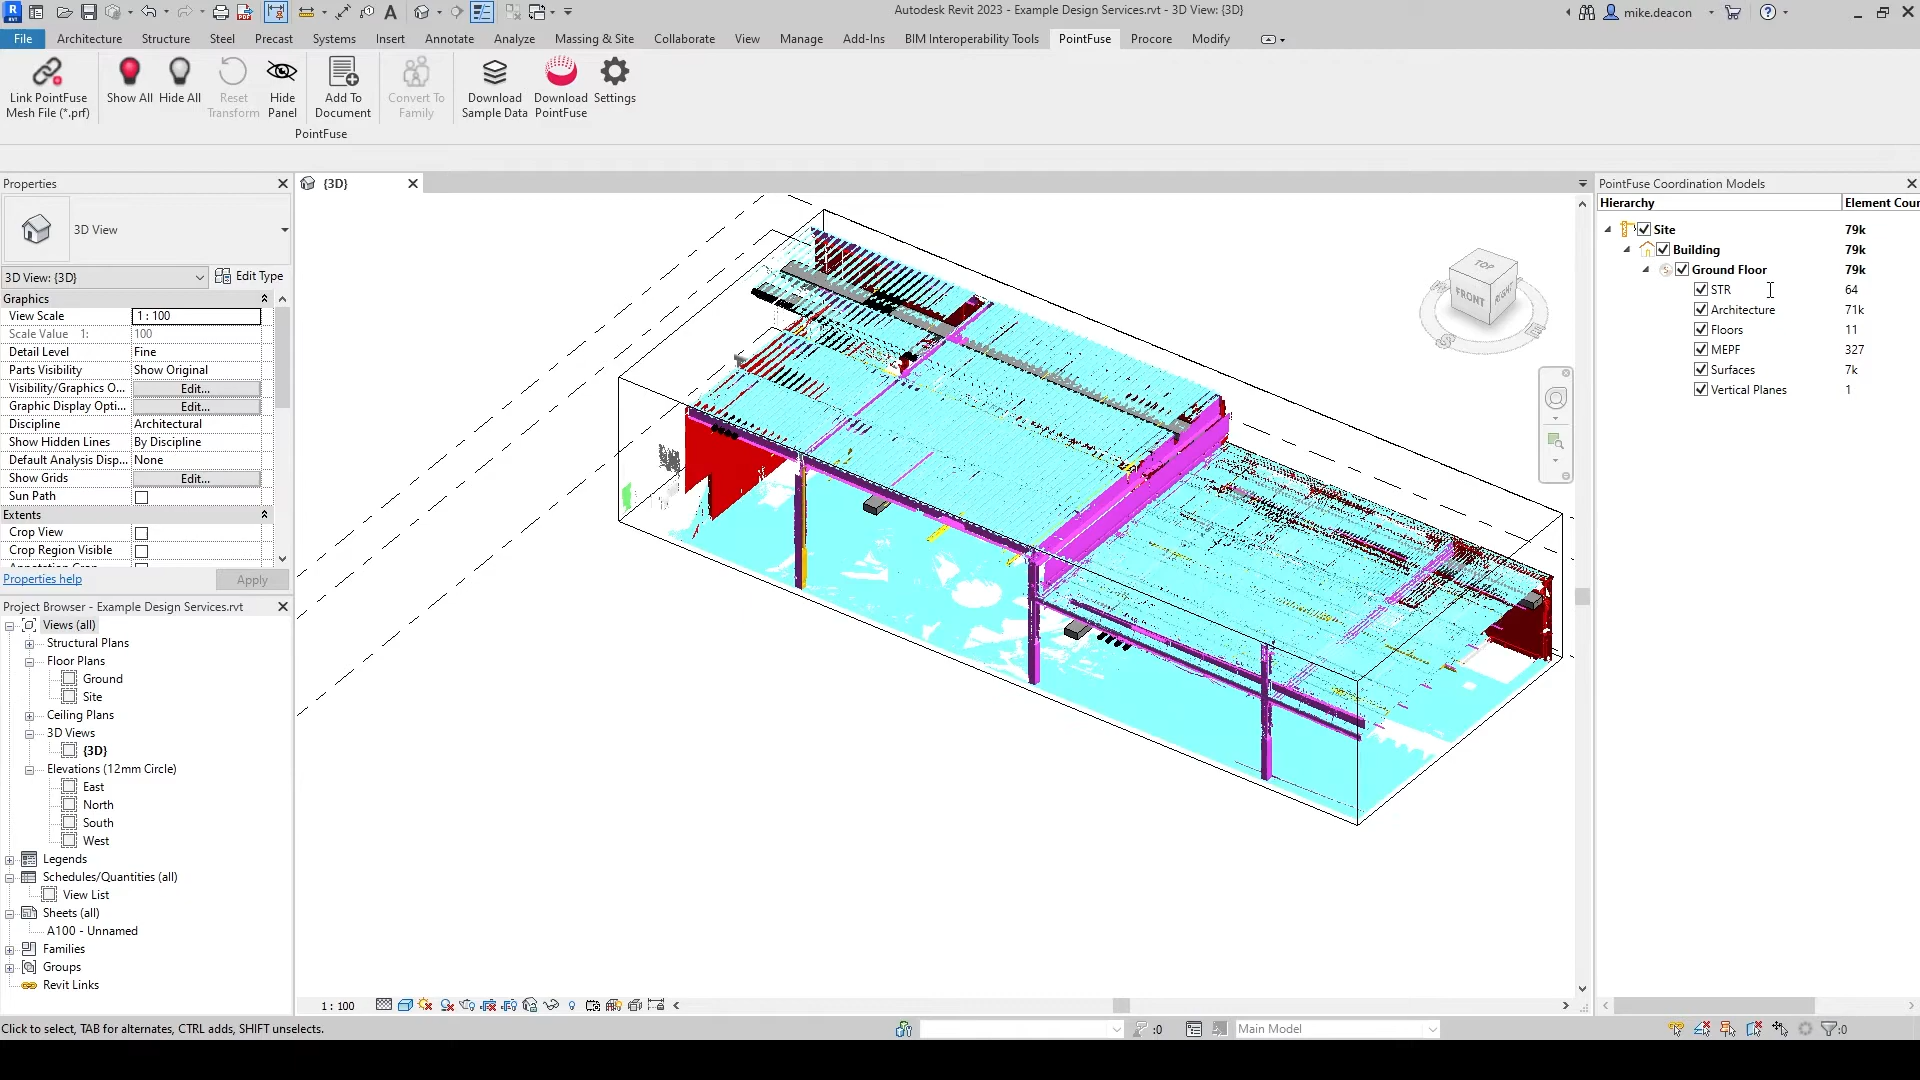 Autodesk Revit 2023 - Example Design Services.rvt - 3D View: {3D}
mike.deacon
File Architecture Structure Steel Precast Systems Insert Annotate Analyze Massing & Site Collaborate View Manage Add-Ins BIM Interoperability Tools PointFuse Procore Modify
Link PointFuse
Mesh File (*.prf)
Show All
Hide All
Reset
Transform
Hide
Panel
Add To
Document
Convert To
Family
Download
Sample Data
Download
PointFuse
Settings
PointFuse
Properties
3D View
3D View: {3D}
Edit Type
Graphics
View Scale 1 : 100
Scale Value 1: 100
Detail Level Fine
Parts Visibility Show Original
Visibility/Graphics O... Edit...
Graphic Display Opti... Edit...
Discipline Architectural
Show Hidden Lines By Discipline
Default Analysis Disp... None
Show Grids Edit...
Sun Path
Extents
Crop View
Crop Region Visible
Properties help
Apply
Project Browser - Example Design Services.rvt
Views (all)
Structural Plans
Floor Plans
Ground
Site
Ceiling Plans
3D Views
{3D}
Elevations (12mm Circle)
East
North
South
West
Legends
Schedules/Quantities (all)
View List
Sheets (all)
A100 - Unnamed
Families
Groups
Revit Links
{3D}
TOP
FRONT
RIGHT
S
E
1 : 100
PointFuse Coordination Models
Hierarchy Element Coun
Site 79k
Building 79k
Ground Floor 79k
STR 64
Architecture 71k
Floors 11
MEPF 327
Surfaces 7k
Vertical Planes 1
Click to select, TAB for alternates, CTRL adds, SHIFT unselects.
:0
Main Model
:0